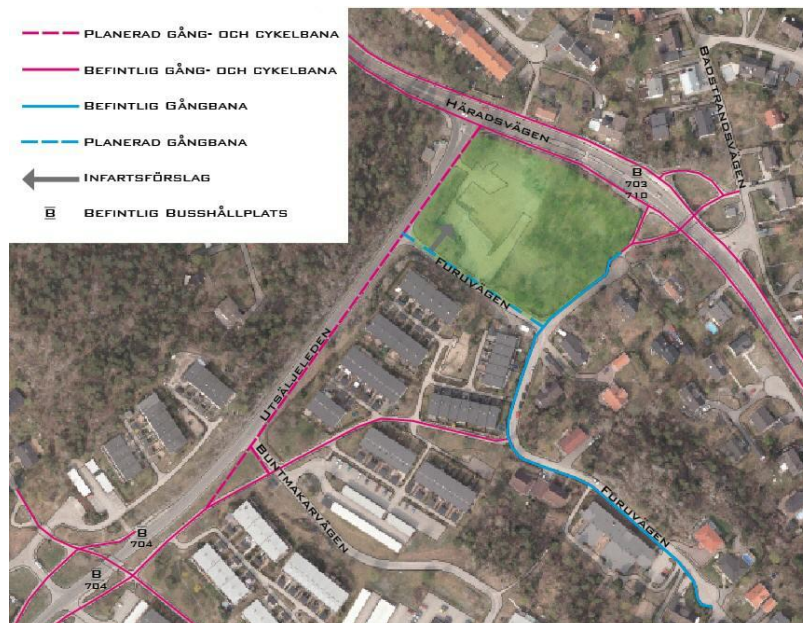 Planerad gång- och cykelbana
Befintlig gång- och cykelbana
Befintlig Gångbana
Planerad Gångbana
Infartsförslag
B Befintlig Busshållplats
Häradsvägen
Badstrandsvägen
B
703
710
Furuvägen
Utsäljeleden
Buntmakarvägen
Furuvägen
B
704
B
704